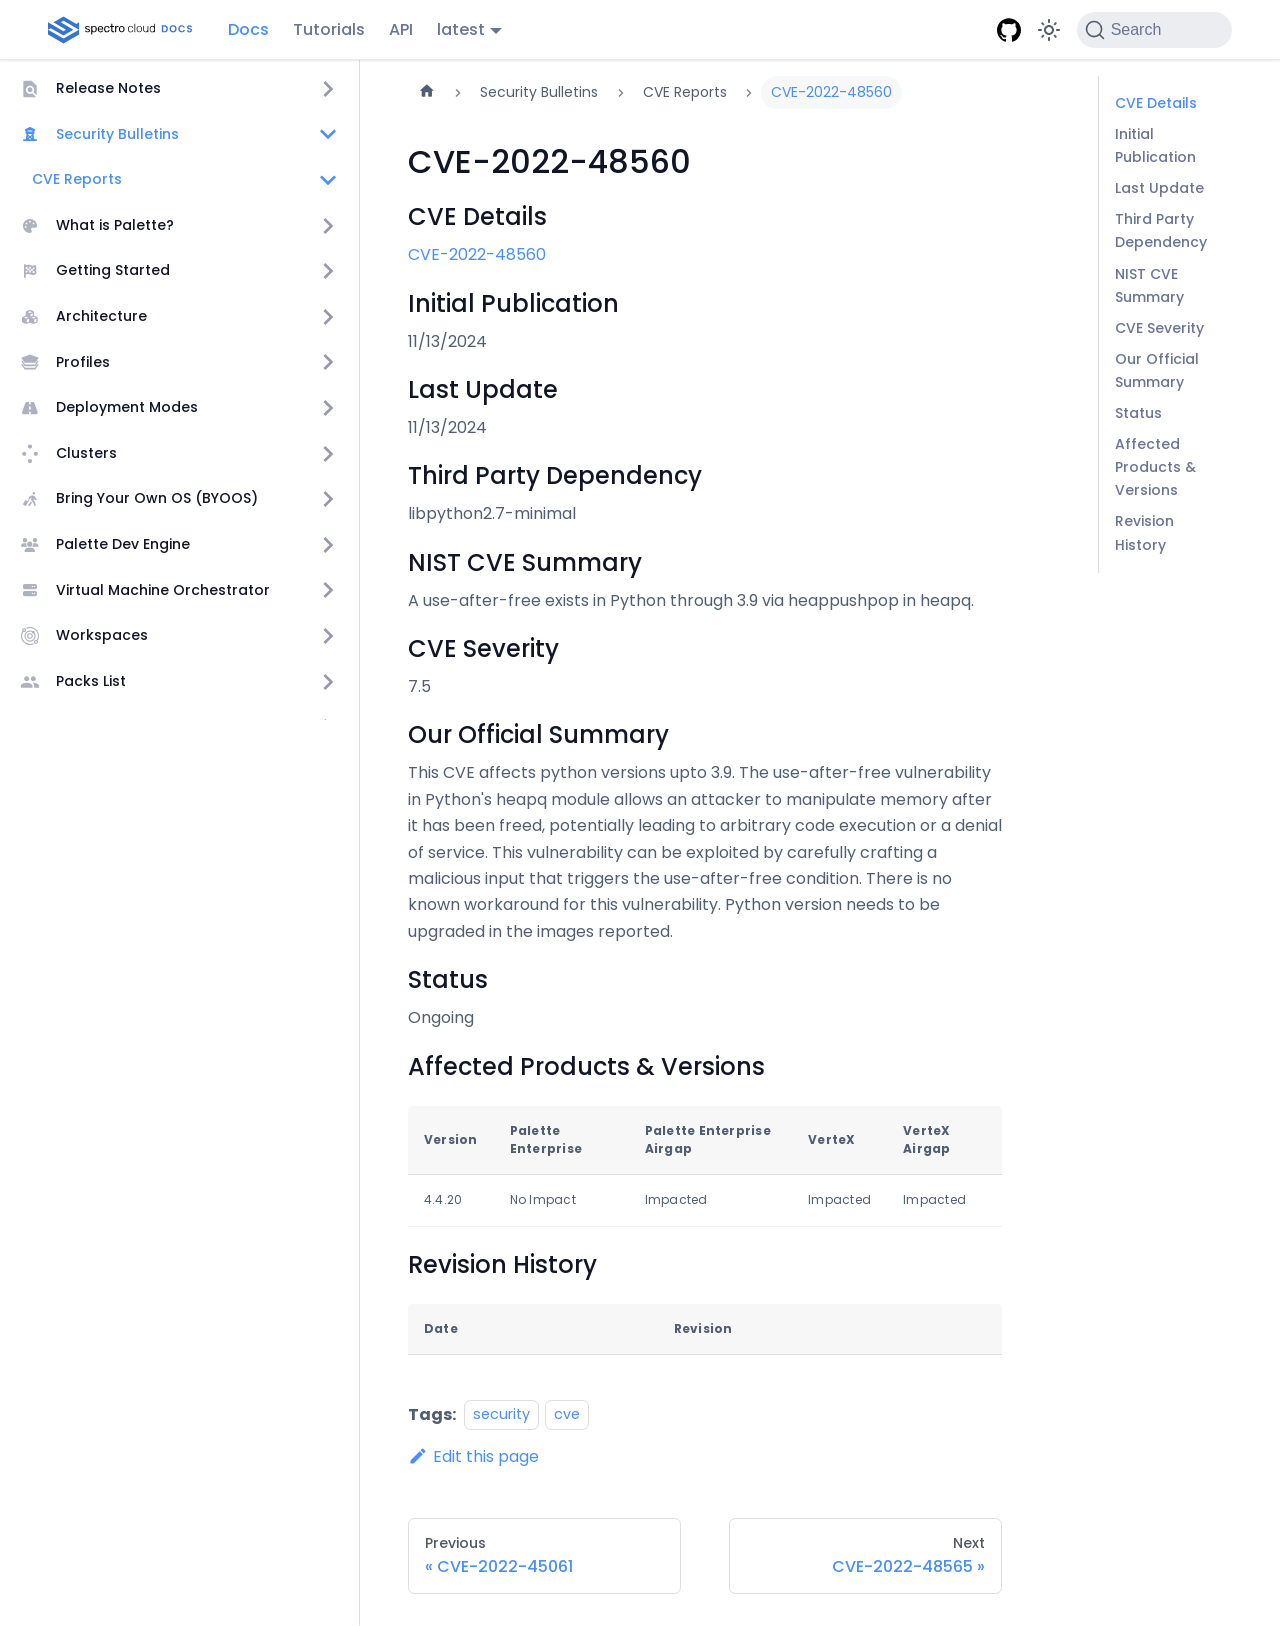 spectro cloud DOCS
Docs
Tutorials
API
latest
Search
Release Notes
Security Bulletins
CVE Reports
What is Palette?
Getting Started
Architecture
Profiles
Deployment Modes
Clusters
Bring Your Own OS (BYOOS)
Palette Dev Engine
Virtual Machine Orchestrator
Workspaces
Packs List
Security Bulletins
CVE Reports
CVE-2022-48560
CVE-2022-48560
CVE Details
CVE-2022-48560
Initial Publication
11/13/2024
Last Update
11/13/2024
Third Party Dependency
libpython2.7-minimal
NIST CVE Summary
A use-after-free exists in Python through 3.9 via heappushpop in heapq.
CVE Severity
7.5
Our Official Summary
This CVE affects python versions upto 3.9. The use-after-free vulnerability
in Python's heapq module allows an attacker to manipulate memory after
it has been freed, potentially leading to arbitrary code execution or a denial
of service. This vulnerability can be exploited by carefully crafting a
malicious input that triggers the use-after-free condition. There is no
known workaround for this vulnerability. Python version needs to be
upgraded in the images reported.
Status
Ongoing
Affected Products & Versions
Version
Palette
Enterprise
Palette Enterprise
Airgap
VerteX
VerteX
Airgap
4.4.20
No Impact
Impacted
Impacted
Impacted
Revision History
Date
Revision
Tags:
security
cve
Edit this page
Previous
« CVE-2022-45061
Next
CVE-2022-48565 »
CVE Details
Initial
Publication
Last Update
Third Party
Dependency
NIST CVE
Summary
CVE Severity
Our Official
Summary
Status
Affected
Products &
Versions
Revision
History